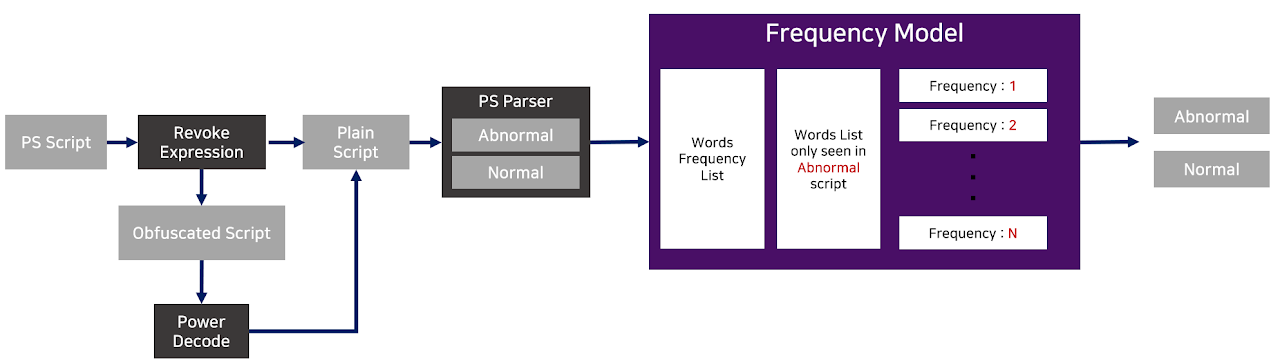 Frequency Model
PS Script
Revoke
Expression
Plain
Script
Obfuscated Script
Power
Decode
PS Parser
Abnormal
Normal
Words
Frequency
List
Words List
only seen in
Abnormal
script
Frequency : 1
Frequency : 2
Frequency : N
Abnormal
Normal